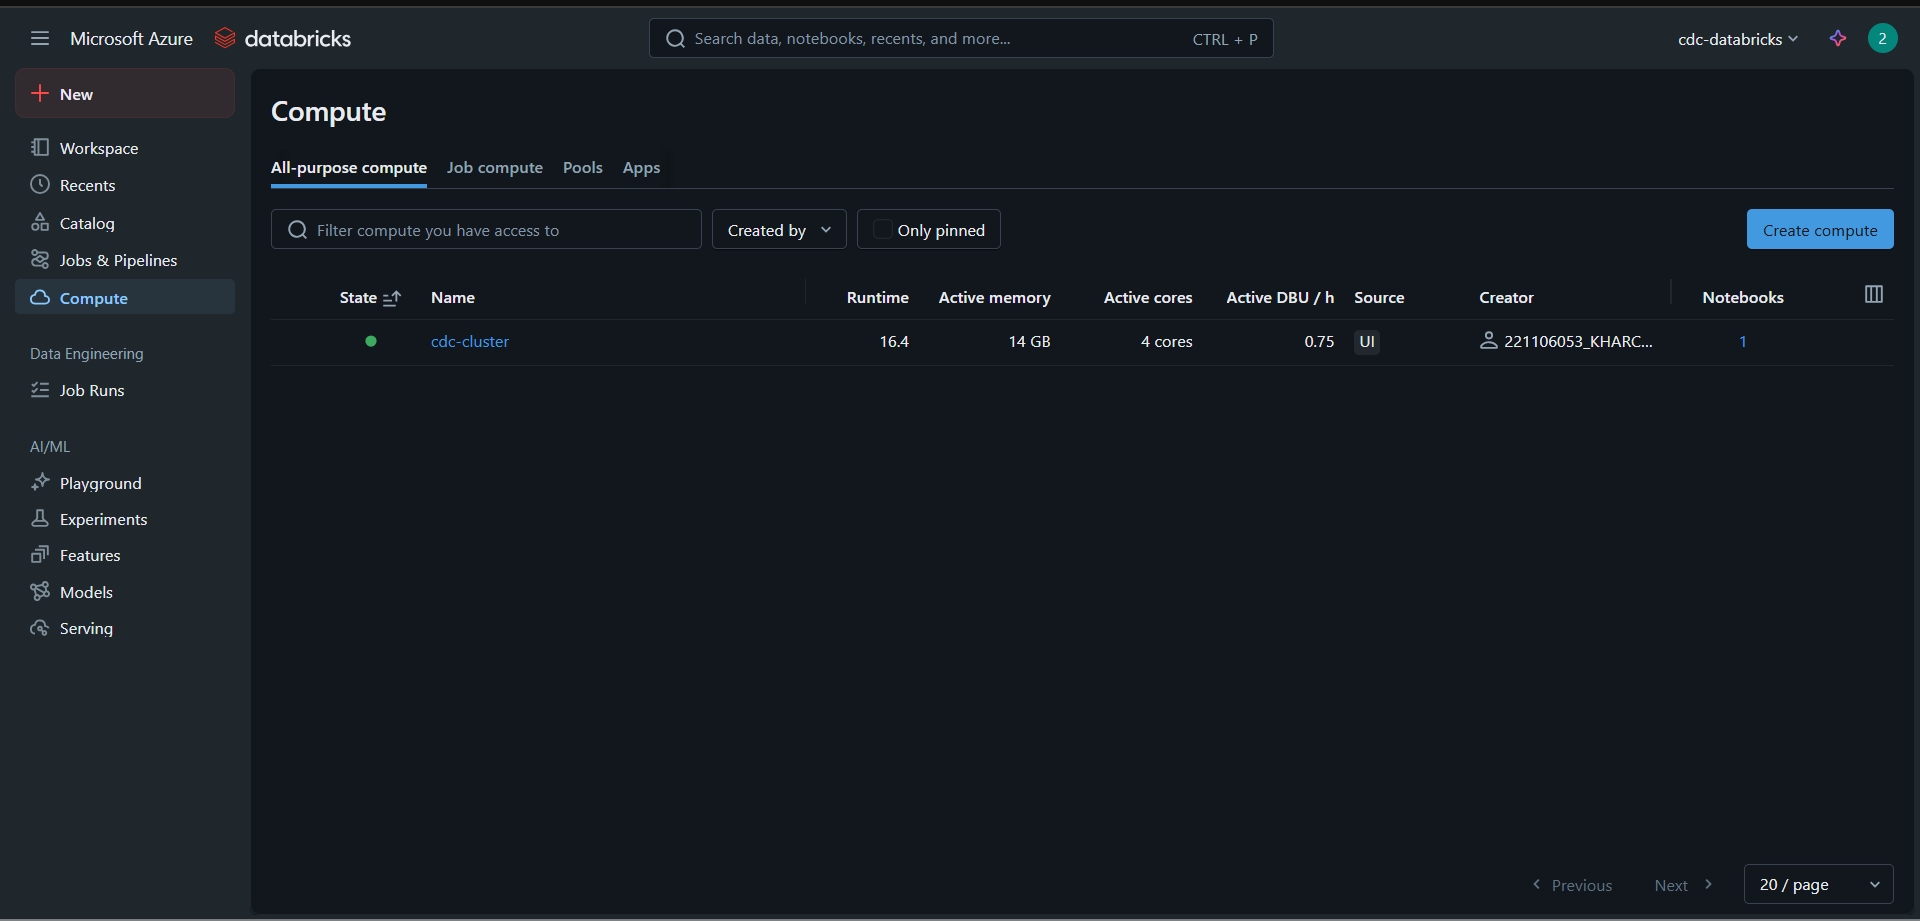 Microsoft Azure databricks
Search data, notebooks, recents, and more... CTRL + P
cdc-databricks
2
New
Workspace
Recents
Catalog
Jobs & Pipelines
Compute
Data Engineering
Job Runs
AI/ML
Playground
Experiments
Features
Models
Serving
Compute
All-purpose compute Job compute Pools Apps
Filter compute you have access to Created by Only pinned Create compute
State Name Runtime Active memory Active cores Active DBU / h Source Creator Notebooks
cdc-cluster 16.4 14 GB 4 cores 0.75 UI 221106053_KHARC... 1
Previous Next 20 / page